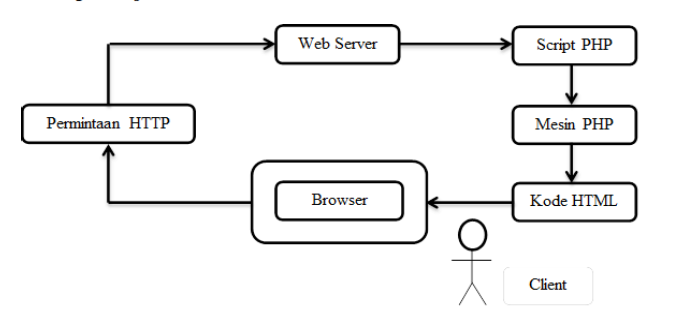 Web Server
Script PHP
Permintaan HTTP
Mesin PHP
Browser
Kode HTML
Client